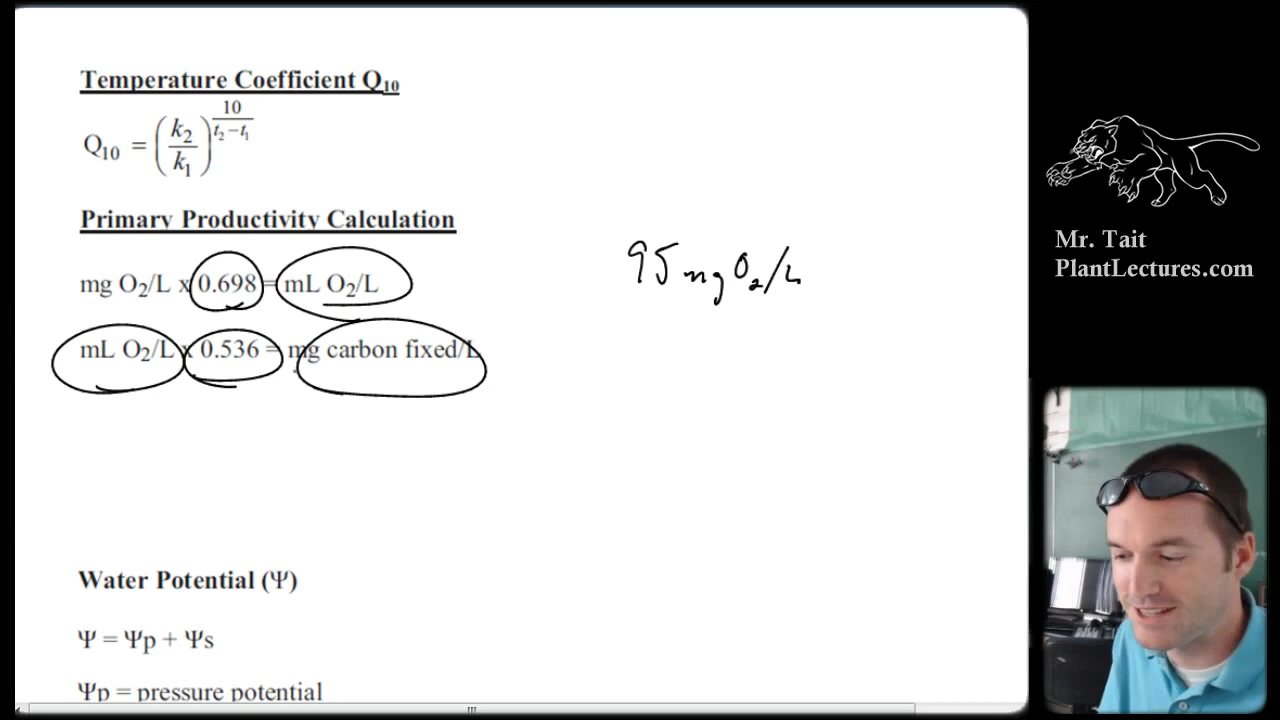 Temperature Coefficient Q₁₀
Q₁₀ = (k₂/k₁)^(10/(t₂−t₁))
Primary Productivity Calculation
mg O₂/L x 0.698 = mL O₂/L
mL O₂/L x 0.536 = mg carbon fixed/L
95 mg O₂/L
Water Potential (Ψ)
Ψ = Ψp + Ψs
Ψp = pressure potential
Mr. Tait
PlantLectures.com